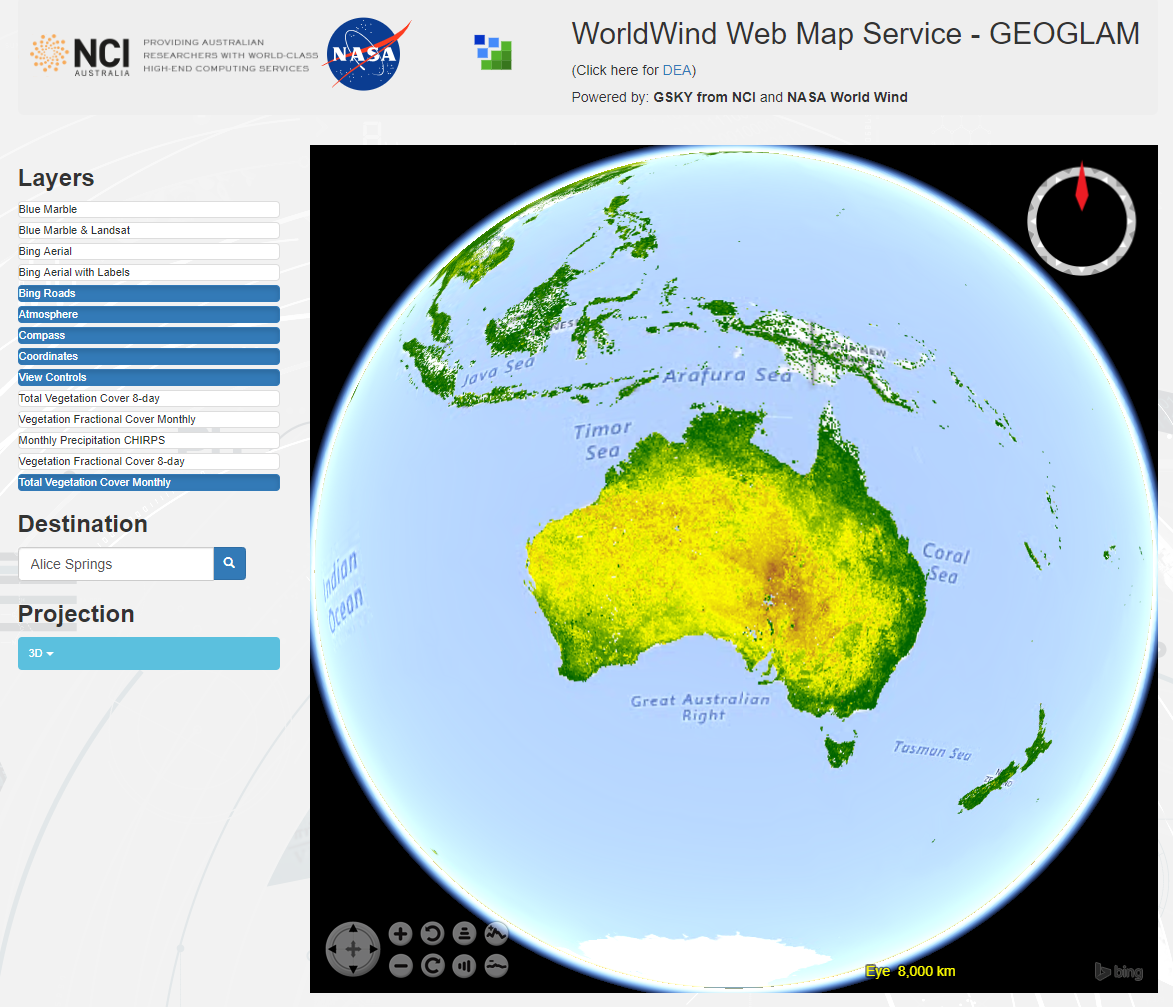 NCI
AUSTRALIA
PROVIDING AUSTRALIAN
RESEARCHERS WITH WORLD-CLASS
HIGH-END COMPUTING SERVICES
NASA
WorldWind Web Map Service - GEOGLAM
(Click here for DEA)
Powered by: GSKY from NCI and NASA World Wind
Layers
Blue Marble
Blue Marble & Landsat
Bing Aerial
Bing Aerial with Labels
Bing Roads
Atmosphere
Compass
Coordinates
View Controls
Total Vegetation Cover 8-day
Vegetation Fractional Cover Monthly
Monthly Precipitation CHIRPS
Vegetation Fractional Cover 8-day
Total Vegetation Cover Monthly
Destination
Alice Springs
Projection
3D
Java Sea
Arafura Sea
Timor
Sea
Coral
Sea
Indian
Ocean
Great Australian
Bight
Tasman Sea
Eye 8,000 km
bing